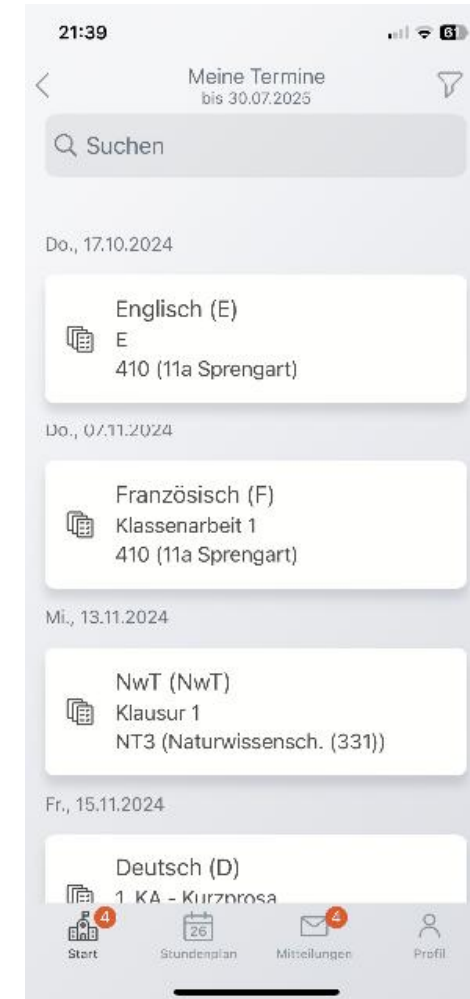 21:39
61
Meine Termine
bis 30.07.2025
Suchen
Do., 17.10.2024
Englisch (E)
E
410 (11a Sprengart)
Do., 07.11.2024
Französisch (F)
Klassenarbeit 1
410 (11a Sprengart)
Mi., 13.11.2024
NwT (NwT)
Klausur 1
NT3 (Naturwissensch. (331))
Fr., 15.11.2024
Deutsch (D)
1. KA - Kurzprosa
4
26
4
Start
Stundenplan
Mitteilungen
Profil